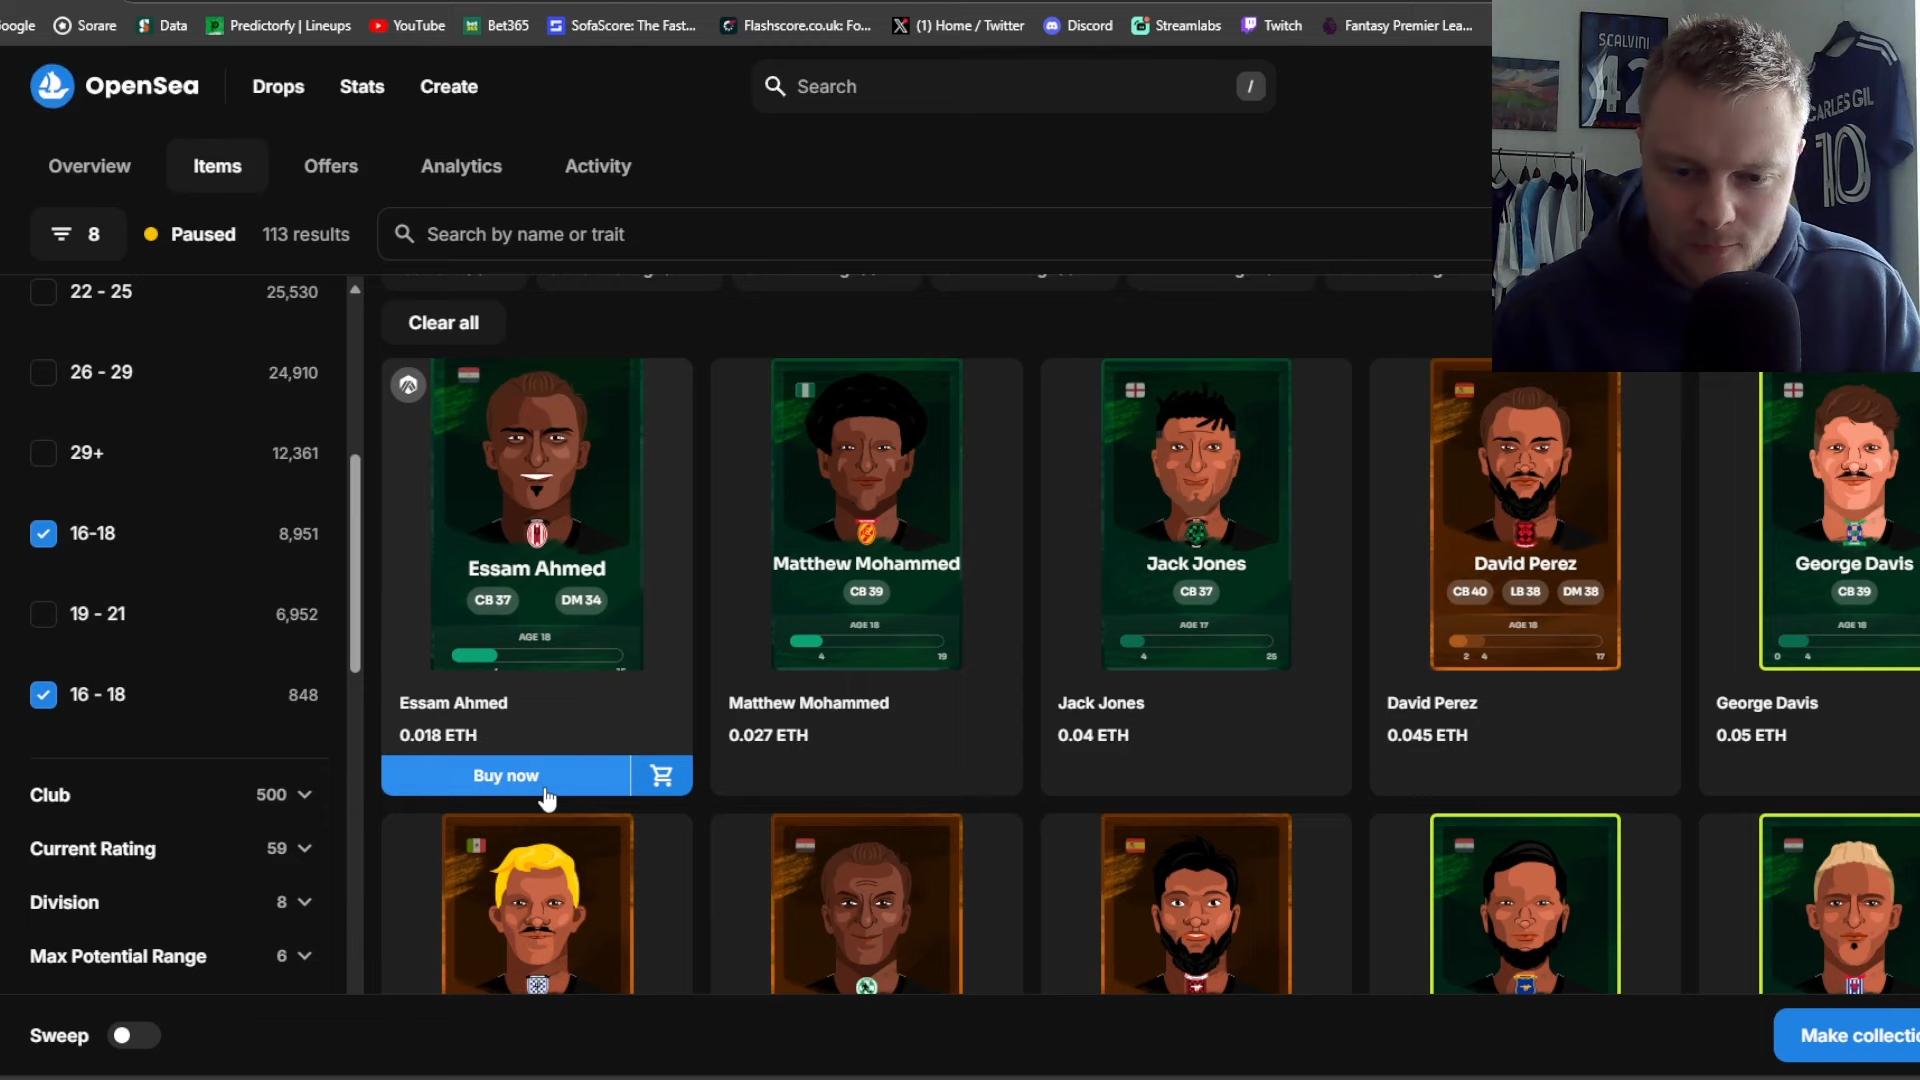 oogle Sorare Data Predictorfy | Lineups YouTube Bet365 SofaScore: The Fast... Flashscore.co.uk: Fo... (1) Home / Twitter Discord Streamlabs Twitch Fantasy Premier Lea...
OpenSea Drops Stats Create Search /
SCALVINI
42
CARLES GIL
10
Overview Items Offers Analytics Activity
8 Paused 113 results Search by name or trait
22 - 25 25,530
Clear all
26 - 29 24,910
29+ 12,361
16-18 8,951
19 - 21 6,952
16 - 18 848
Club 500
Current Rating 59
Division 8
Max Potential Range 6
Essam Ahmed
CB 37 DM 34
AGE 18
Essam Ahmed
0.018 ETH
Buy now
Matthew Mohammed
CB 39
AGE 18
4 19
Matthew Mohammed
0.027 ETH
Jack Jones
CB 37
AGE 17
4 25
Jack Jones
0.04 ETH
David Perez
CB 40 LB 38 DM 38
AGE 18
2 4 17
David Perez
0.045 ETH
George Davis
CB 39
AGE 18
0 4
George Davis
0.05 ETH
Sweep
Make collectio